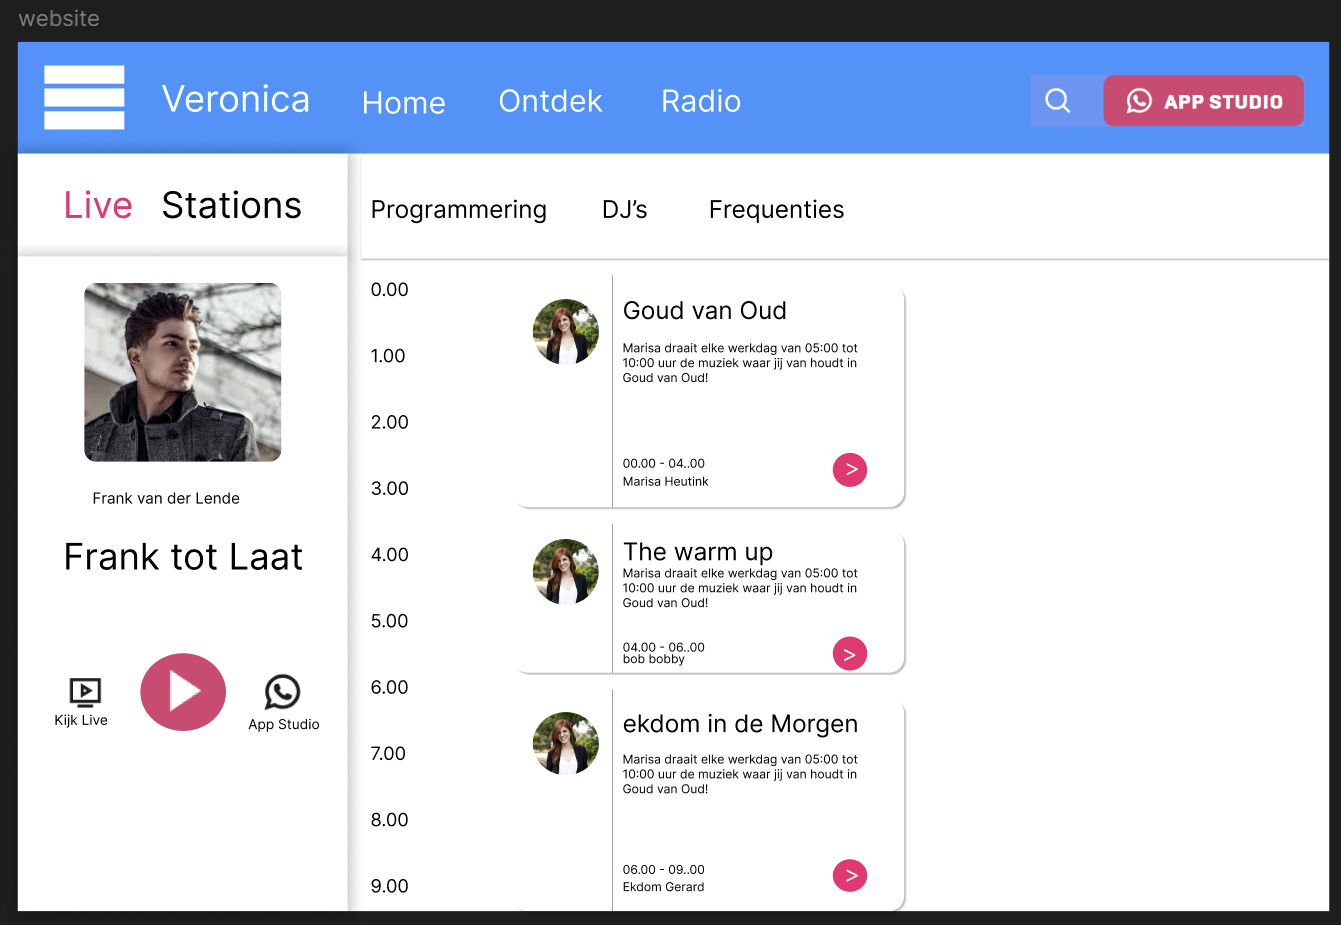 website
Veronica
Home
Ontdek
Radio
APP STUDIO
Live
Stations
Programmering
DJ’s
Frequenties
Frank van der Lende
Frank tot Laat
Kijk Live
App Studio
0.00
1.00
2.00
3.00
4.00
5.00
6.00
7.00
8.00
9.00
Goud van Oud
Marisa draait elke werkdag van 05:00 tot
10:00 uur de muziek waar jij van houdt in
Goud van Oud!
00.00 - 04..00
Marisa Heutink
>
The warm up
Marisa draait elke werkdag van 05:00 tot
10:00 uur de muziek waar jij van houdt in
Goud van Oud!
04.00 - 06..00
bob bobby
>
ekdom in de Morgen
Marisa draait elke werkdag van 05:00 tot
10:00 uur de muziek waar jij van houdt in
Goud van Oud!
06.00 - 09..00
Ekdom Gerard
>